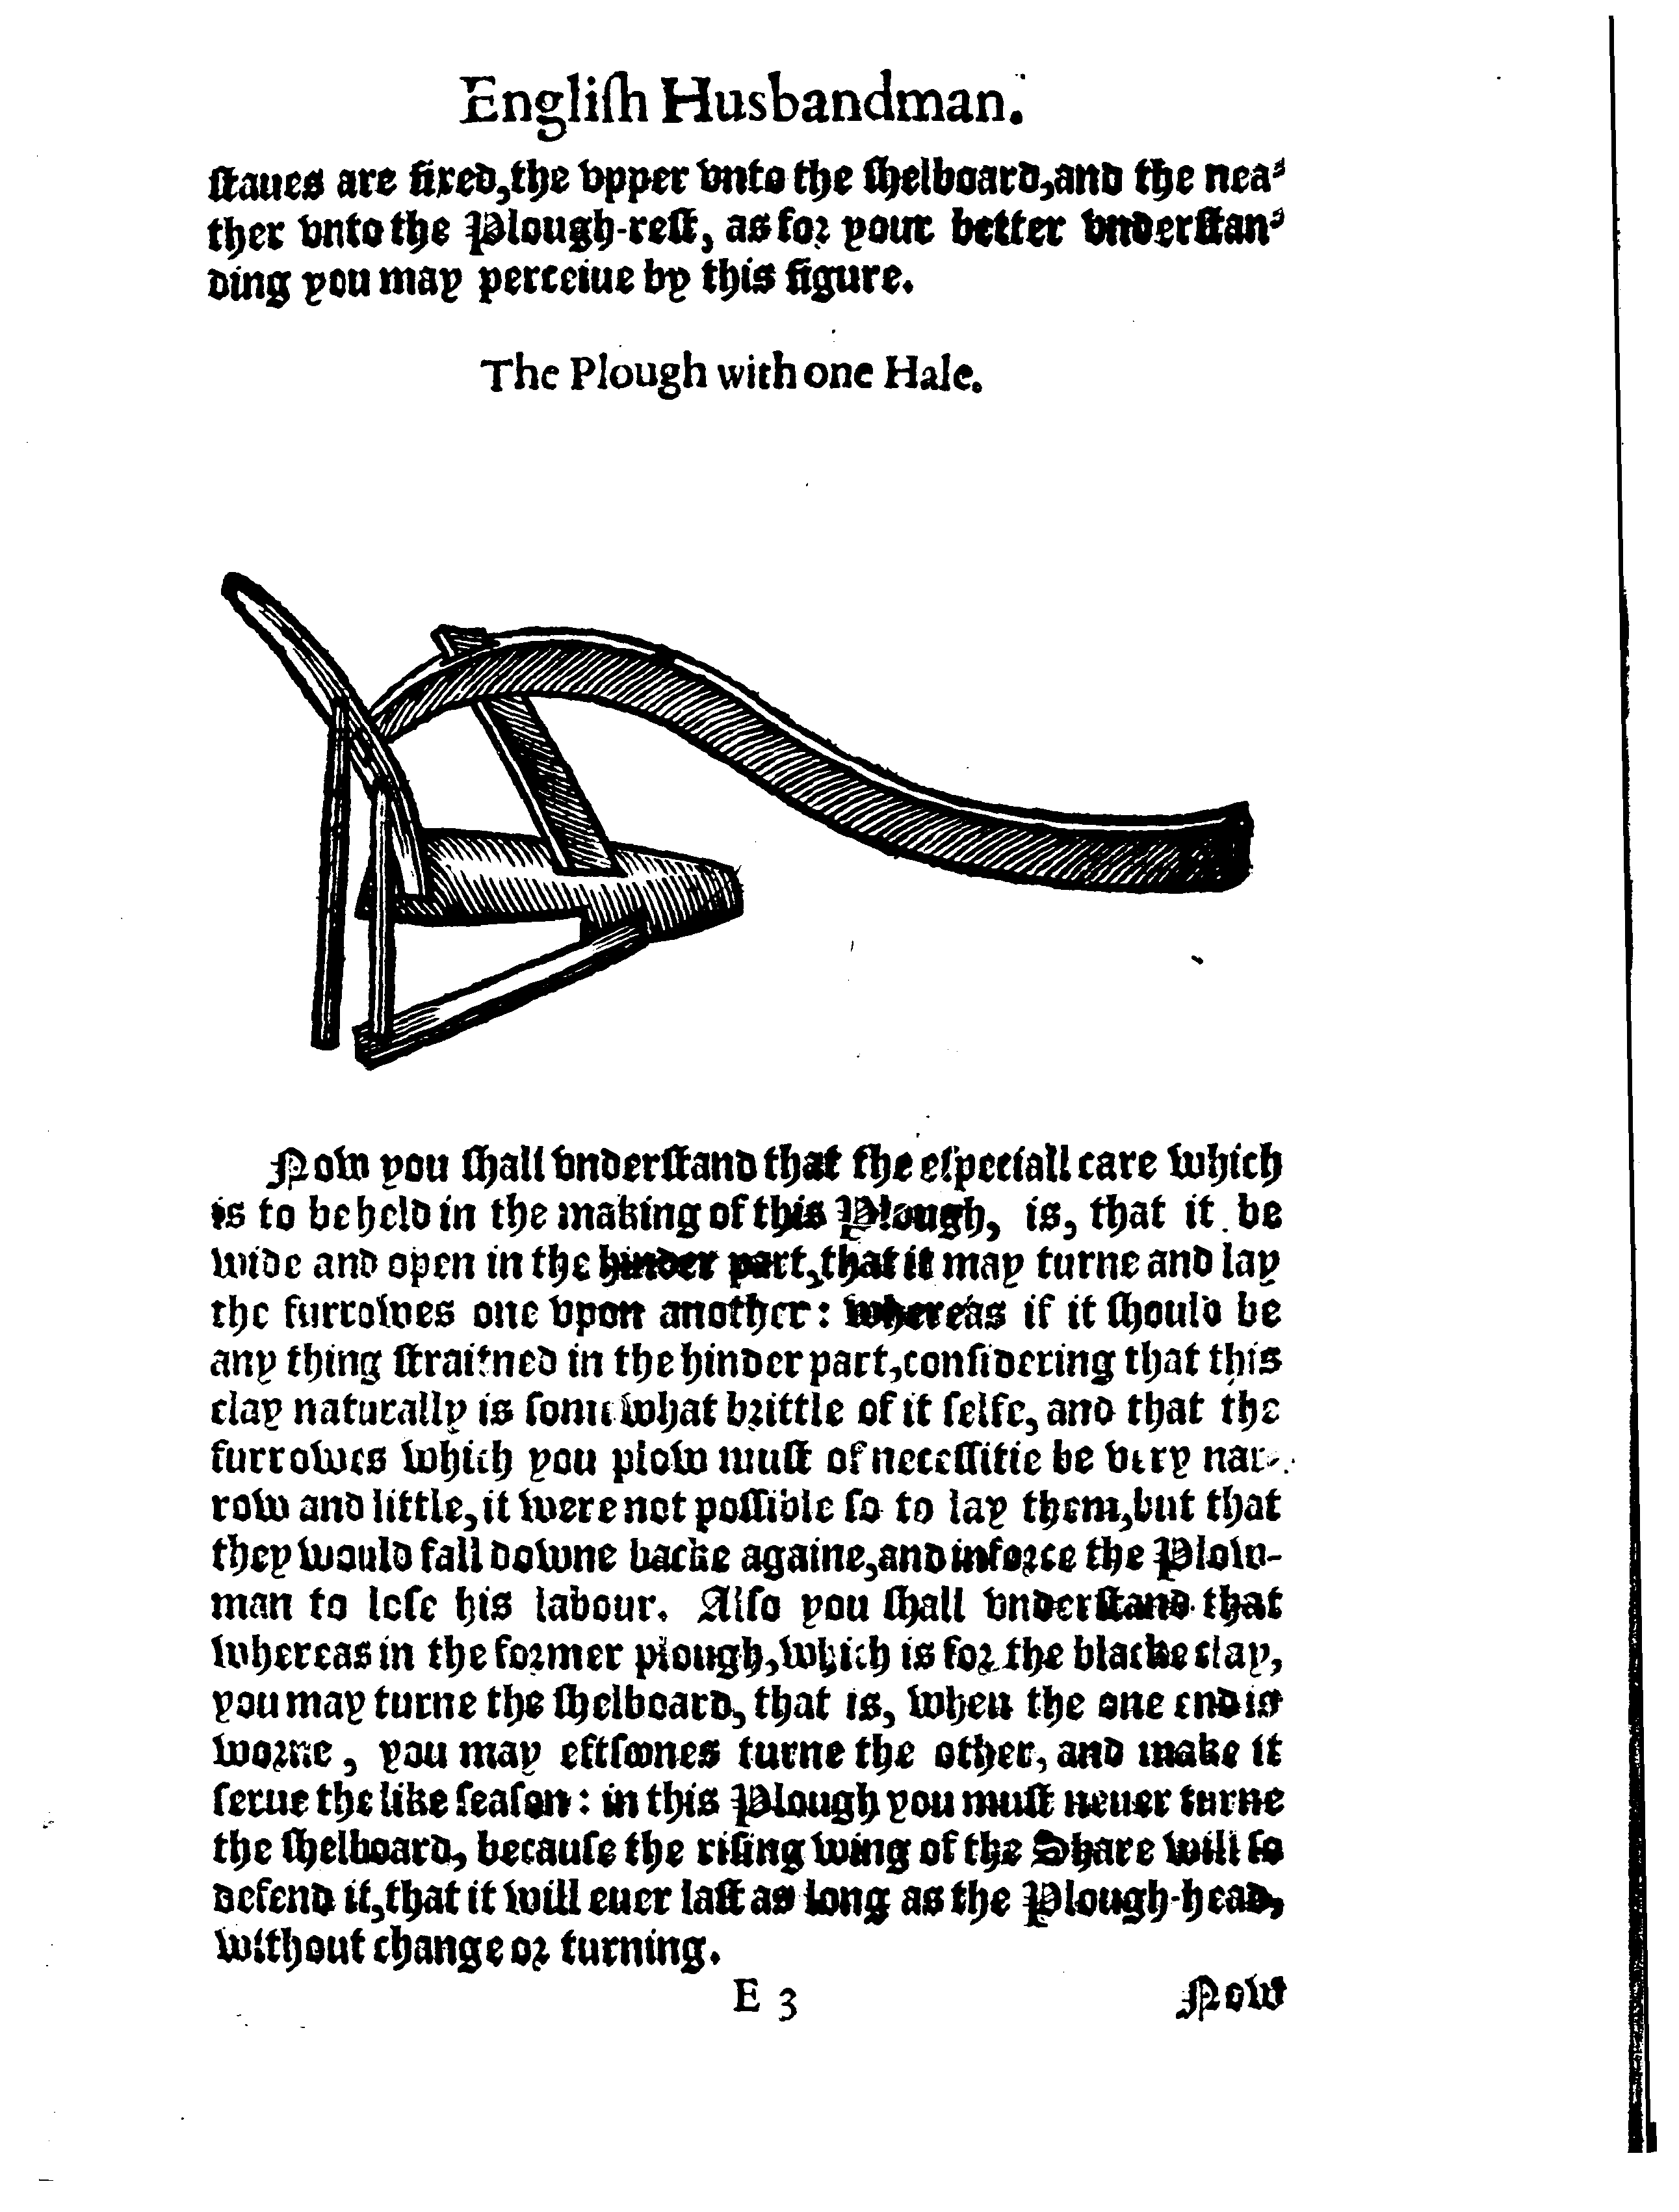 Engliſh Husbandman.
ſtaues are fixed, the vpper vnto the ſhelboard, and the nea-
ther vnto the Plough-reſt, as for your better vnderſtan-
ding you may perceiue by this figure.
The Plough with one Hale.
Now you ſhall vnderſtand that the eſpeciall care which
is to be held in the making of this Plough, is, that it be
wide and open in the hinder part, that it may turne and lay
the furrowes one vpon another: whereas if it ſhould be
any thing ſtraitned in the hinder part, conſidering that this
clay naturally is ſomewhat brittle of it ſelfe, and that the
furrowes which you plow muſt of neceſſitie be very nar-
row and little, it were not poſſible ſo to lay them, but that
they would fall downe backe againe, and inforce the Plow-
man to loſe his labour. Alſo you ſhall vnderſtand that
whereas in the former plough, which is for the blacke clay,
you may turne the ſhelboard, that is, when the one end is
worne, you may eftſoones turne the other, and make it
ſerue the like ſeaſon: in this Plough you muſt neuer turne
the ſhelboard, becauſe the riſing wing of the Share will ſo
defend it, that it will euer laſt as long as the Plough-head,
without change or turning.
E 3
Now